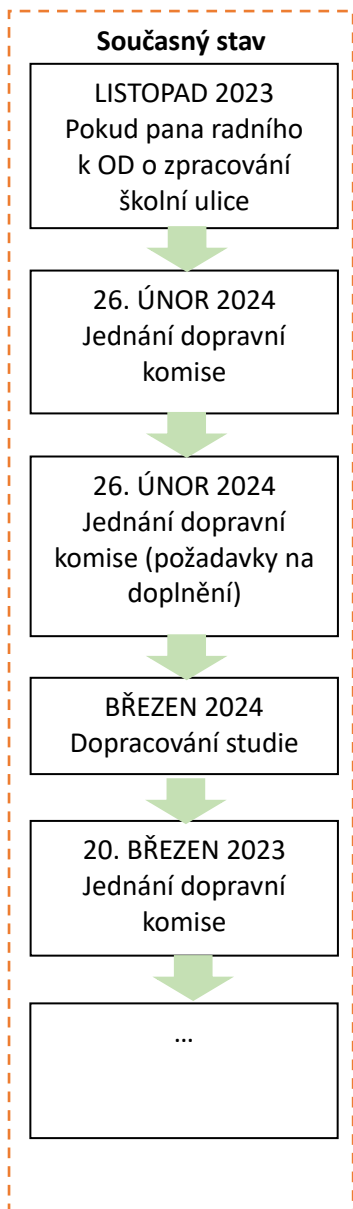 Současný stav
LISTOPAD 2023
Pokud pana radního
k OD o zpracování
školní ulice
26. ÚNOR 2024
Jednání dopravní
komise
26. ÚNOR 2024
Jednání dopravní
komise (požadavky na
doplnění)
BŘEZEN 2024
Dopracování studie
20. BŘEZEN 2023
Jednání dopravní
komise
...